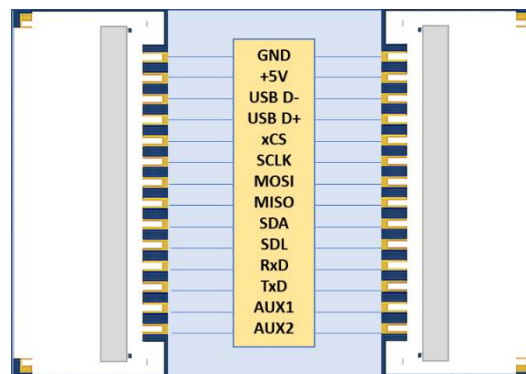 GND
+5V
USB D-
USB D+
xCS
SCLK
MOSI
MISO
SDA
SDL
RxD
TxD
AUX1
AUX2